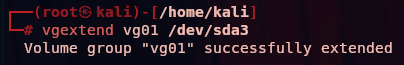 ┌──(root㉿kali)-[/home/kali]
└─# vgextend vg01 /dev/sda3
  Volume group "vg01" successfully extended